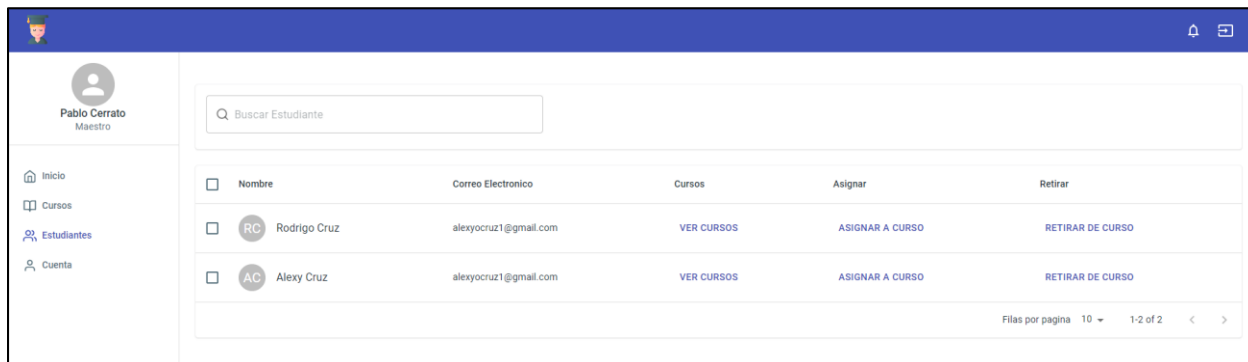 Pablo Cerrato
Maestro
Inicio
Cursos
Estudiantes
Cuenta
Buscar Estudiante
Nombre Correo Electronico Cursos Asignar Retirar
RC Rodrigo Cruz alexyocruz1@gmail.com VER CURSOS ASIGNAR A CURSO RETIRAR DE CURSO
AC Alexy Cruz alexyocruz1@gmail.com VER CURSOS ASIGNAR A CURSO RETIRAR DE CURSO
Filas por pagina 10 1-2 of 2